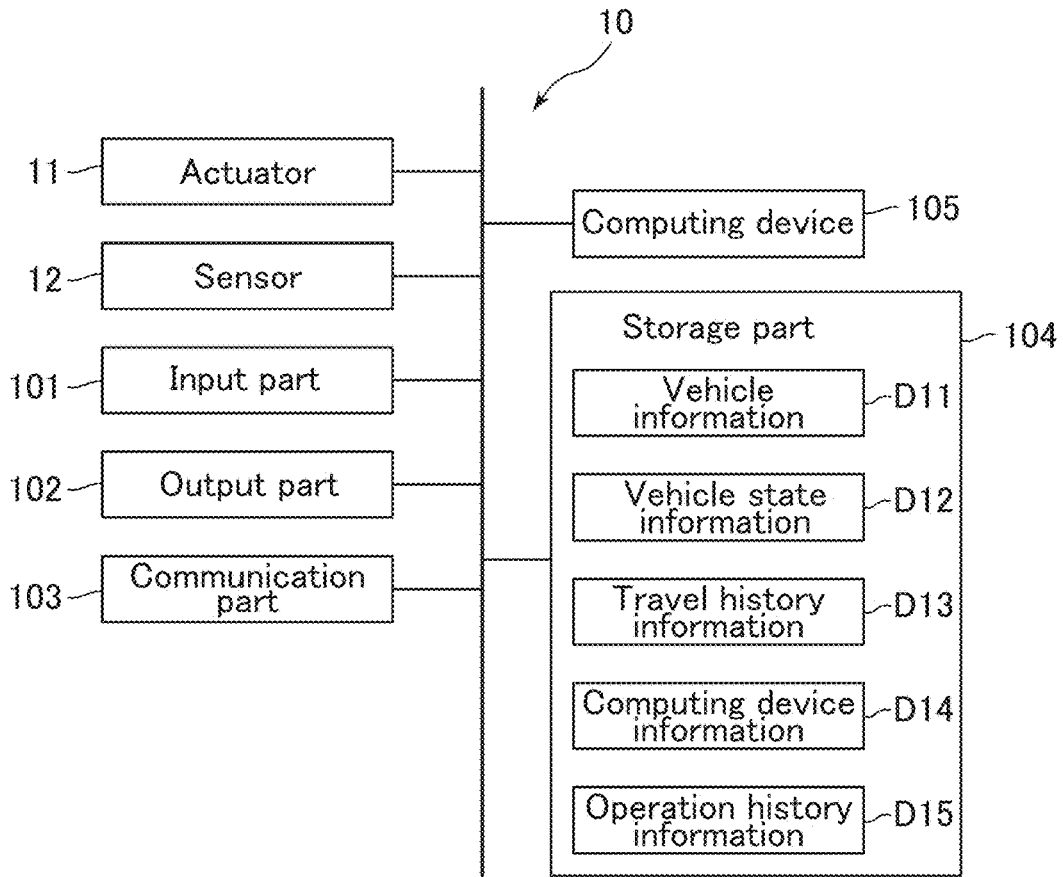 10
11
Actuator
Computing device
105
12
Sensor
Storage part
104
101
Input part
Vehicle
information
D11
102
Output part
Vehicle state
information
D12
103
Communication
part
Travel history
information
D13
Computing device
information
D14
Operation history
information
D15